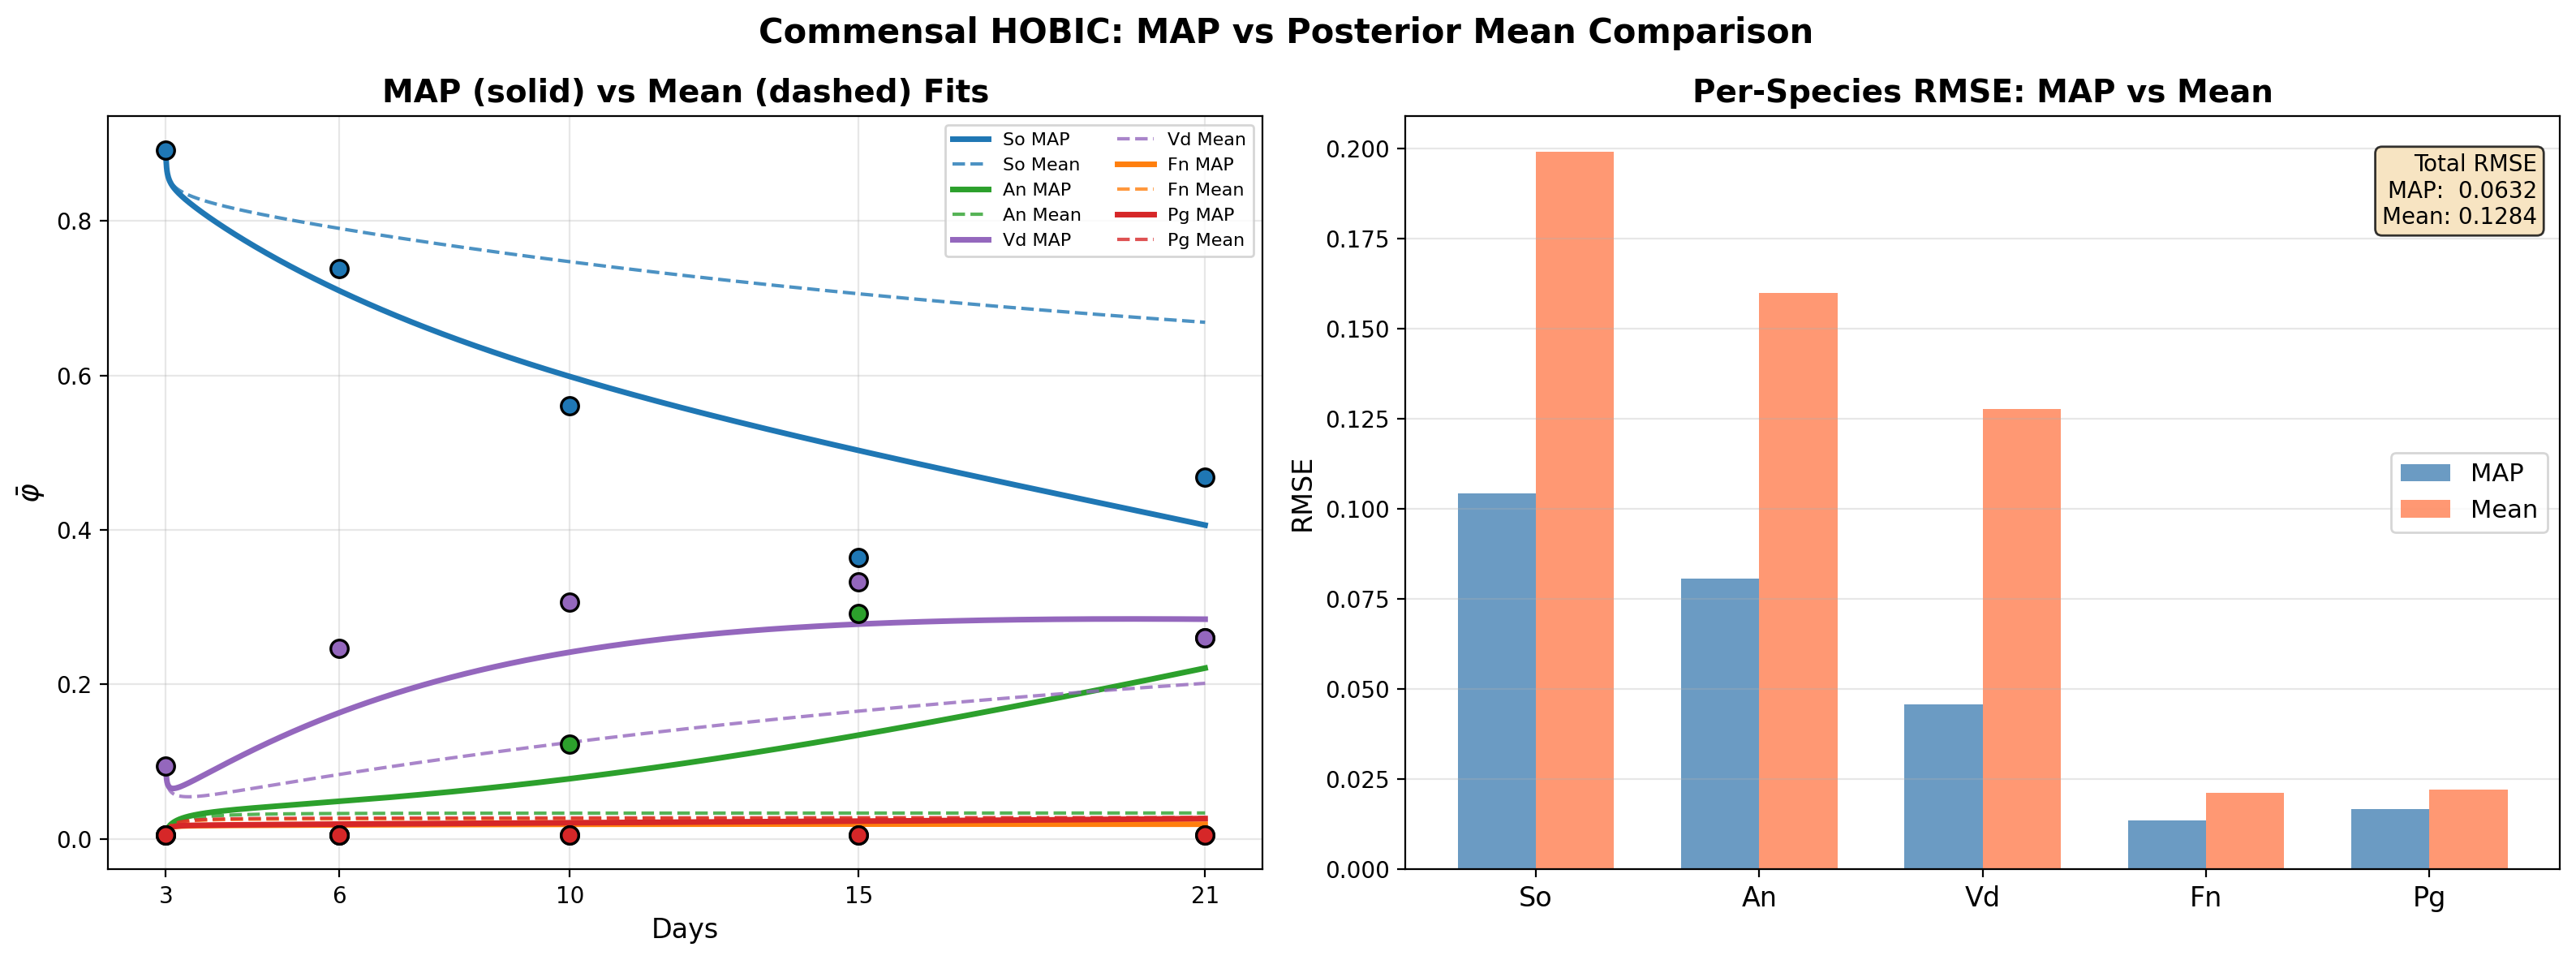 Commensal HOBIC: MAP vs Posterior Mean Comparison
MAP (solid) vs Mean (dashed) Fits
So MAP
So Mean
An MAP
An Mean
Vd MAP
Vd Mean
Fn MAP
Fn Mean
Pg MAP
Pg Mean
0.8
0.6
0.4
0.2
0.0
φ̄
3
6
10
15
21
Days
Per-Species RMSE: MAP vs Mean
Total RMSE
MAP: 0.0632
Mean: 0.1284
MAP
Mean
0.200
0.175
0.150
0.125
0.100
0.075
0.050
0.025
0.000
RMSE
So
An
Vd
Fn
Pg